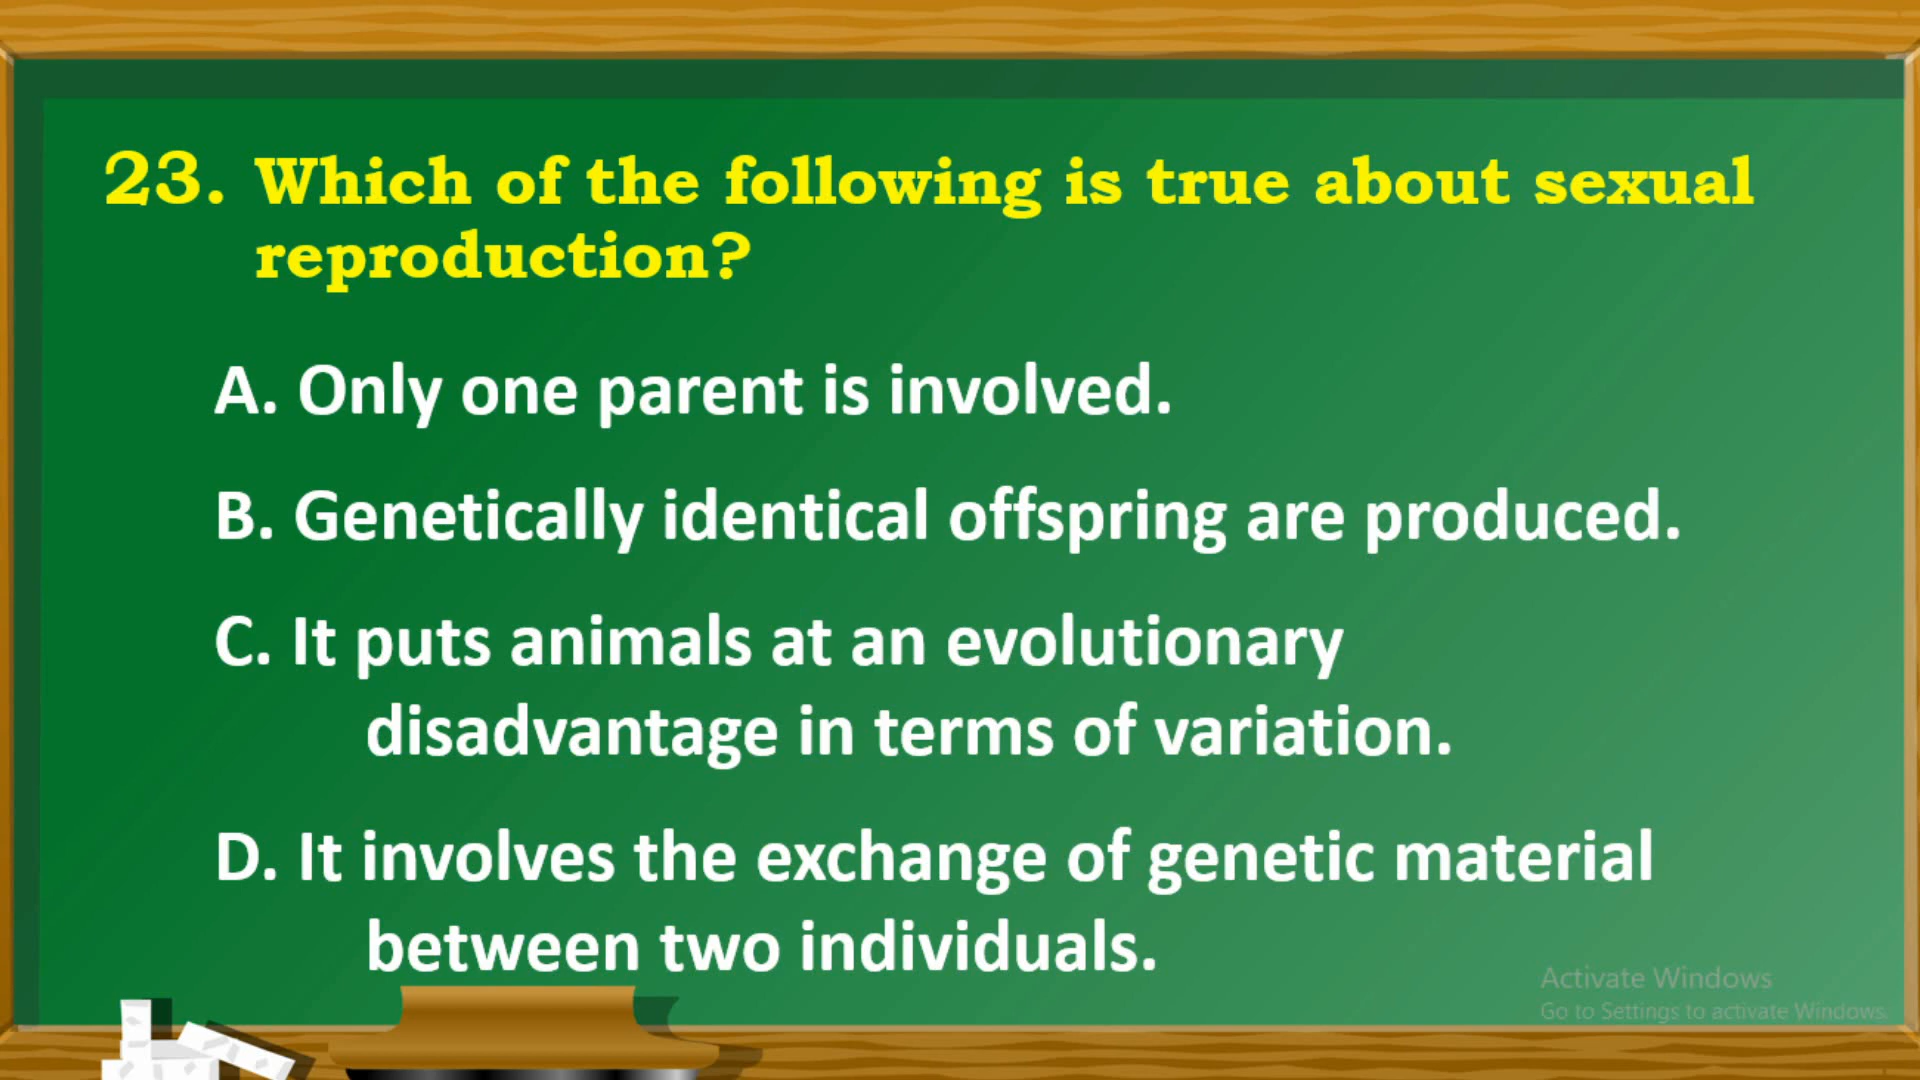 23. Which of the following is true about sexual
reproduction?
A. Only one parent is involved.
B. Genetically identical offspring are produced.
C. It puts animals at an evolutionary
disadvantage in terms of variation.
D. It involves the exchange of genetic material
between two individuals.
Activate Windows
Go to Settings to activate Windows.